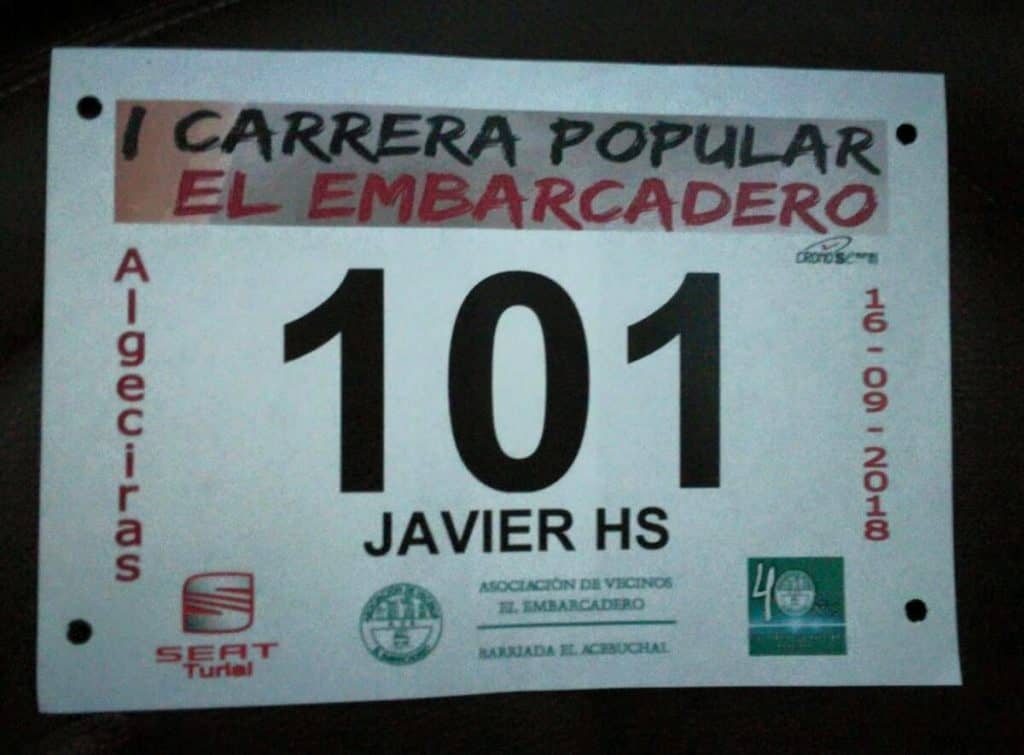 I CARRERA POPULAR
EL EMBARCADERO
Algeciras
101
16-09-2018
JAVIER HS
SEAT
Turial
ASOCIACIÓN DE VECINOS
EL EMBARCADERO
BARRIADA EL ACEBUCHAL
40